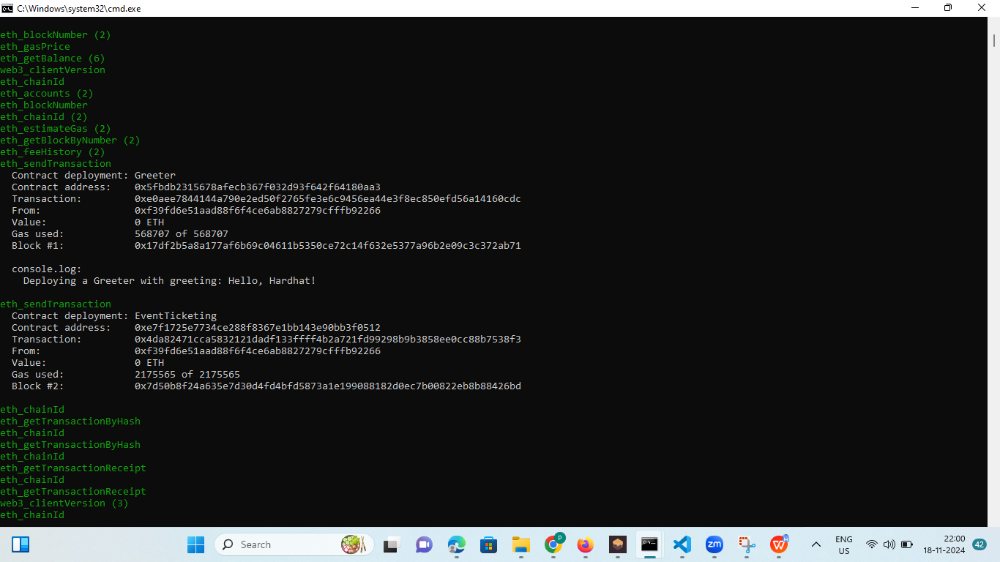 C:\Windows\system32\cmd.exe
eth_blockNumber (2)
eth_gasPrice
eth_getBalance (6)
web3_clientVersion
eth_chainId
eth_accounts (2)
eth_blockNumber
eth_chainId (2)
eth_estimateGas (2)
eth_getBlockByNumber (2)
eth_feeHistory (2)
eth_sendTransaction
Contract deployment: Greeter
Contract address: 0x5fbdb2315678afecb367f032d93f642f64180aa3
Transaction: 0xe0aee7844144a790e2ed50f2765fe3e6c9456ea44e3f8ec850efd56a14160cdc
From: 0xf39fd6e51aad88f6f4ce6ab8827279cfffb92266
Value: 0 ETH
Gas used: 568707 of 568707
Block #1: 0x17df2b5a8a177af6b69c04611b5350ce72c14f632e5377a96b2e09c3c372ab71
console.log:
Deploying a Greeter with greeting: Hello, Hardhat!
eth_sendTransaction
Contract deployment: EventTicketing
Contract address: 0xe7f1725e7734ce288f8367e1bb143e90bb3f0512
Transaction: 0x4da82471cca5832121dadf133ffff4b2a721fd99298b9b3858ee0cc88b7538f3
From: 0xf39fd6e51aad88f6f4ce6ab8827279cfffb92266
Value: 0 ETH
Gas used: 2175565 of 2175565
Block #2: 0x7d50b8f24a635e7d30d4fd4bfd5873a1e199088182d0ec7b00822eb8b88426bd
eth_chainId
eth_getTransactionByHash
eth_chainId
eth_getTransactionByHash
eth_chainId
eth_getTransactionReceipt
eth_chainId
eth_getTransactionReceipt
web3_clientVersion (3)
eth_chainId
Search
P
zm
W
ENG
US
22:00
18-11-2024
42